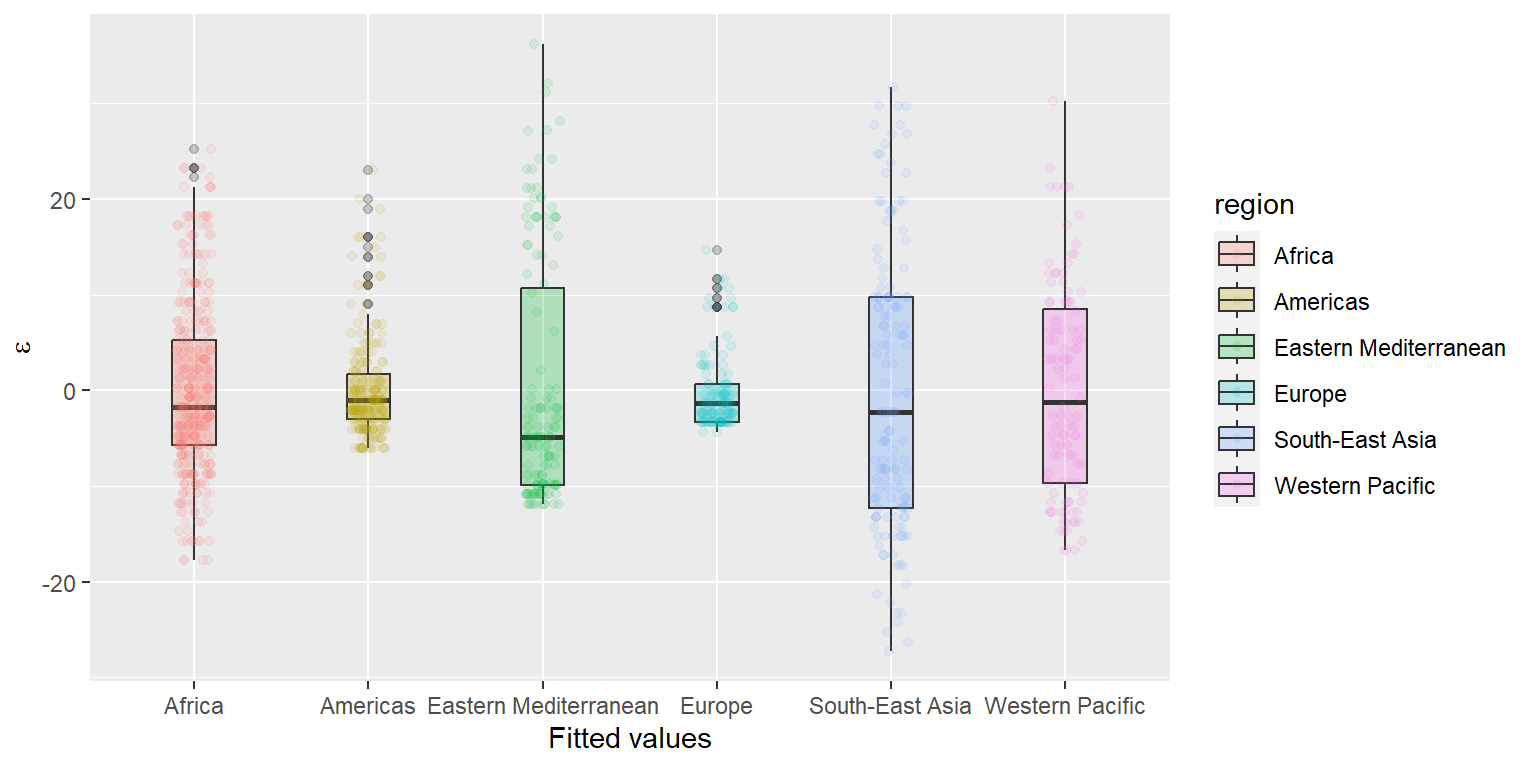 ε
20
0
-20
Africa Americas Eastern Mediterranean Europe South-East Asia Western Pacific
Fitted values
region
Africa
Americas
Eastern Mediterranean
Europe
South-East Asia
Western Pacific